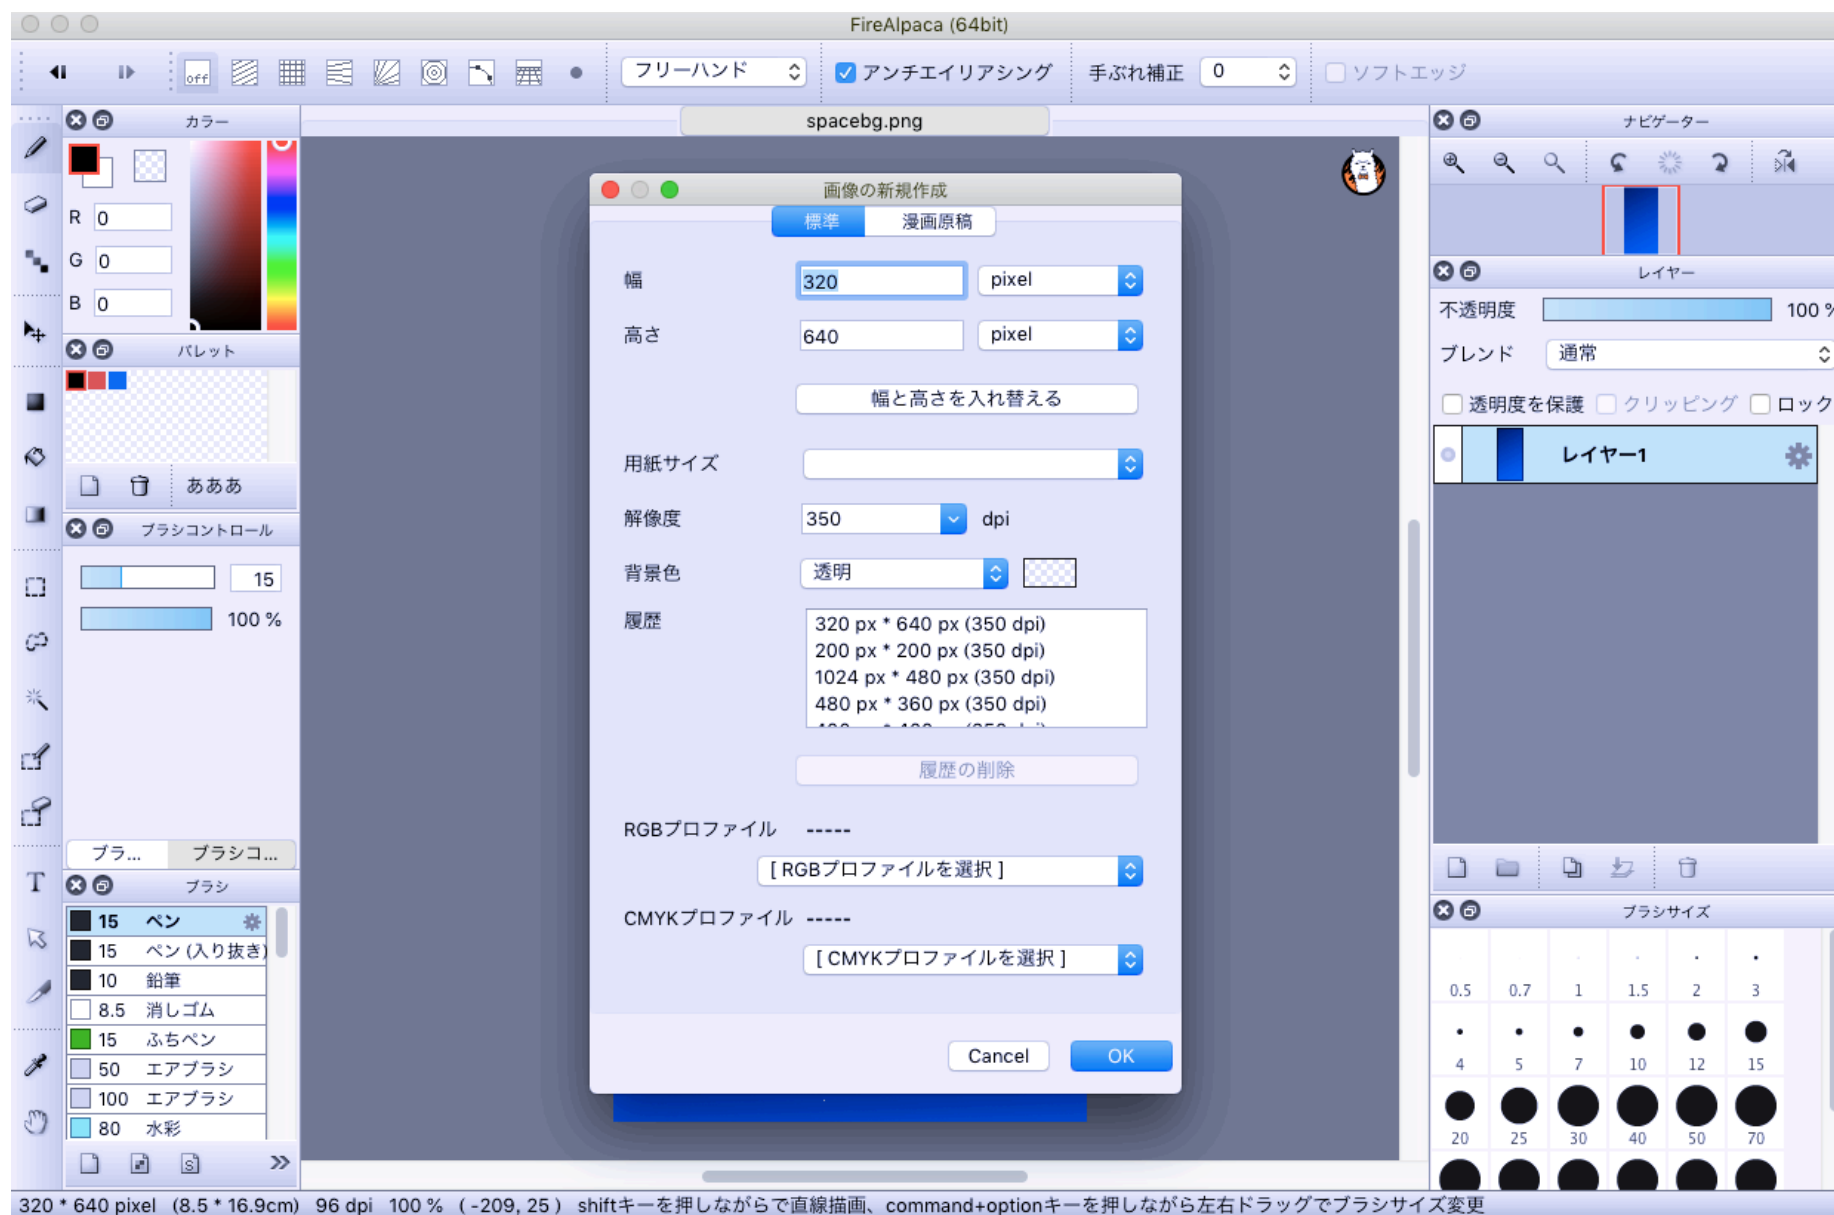 FireAlpaca (64bit)
off
フリーハンド
アンチエイリアシング
手ぶれ補正
0
ソフトエッジ
カラー
R 0
G 0
B 0
パレット
あああ
ブラシコントロール
15
100 %
ブラ...
ブラシコ...
ブラシ
15 ペン
15 ペン (入り抜き)
10 鉛筆
8.5 消しゴム
15 ふちペン
50 エアブラシ
100 エアブラシ
80 水彩
T
S
spacebg.png
画像の新規作成
標準
漫画原稿
幅 320 pixel
高さ 640 pixel
幅と高さを入れ替える
用紙サイズ
解像度 350 dpi
背景色 透明
履歴
320 px * 640 px (350 dpi)
200 px * 200 px (350 dpi)
1024 px * 480 px (350 dpi)
480 px * 360 px (350 dpi)
履歴の削除
RGBプロファイル -----
[ RGBプロファイルを選択 ]
CMYKプロファイル -----
[ CMYKプロファイルを選択 ]
Cancel
OK
ナビゲーター
レイヤー
不透明度 100 %
ブレンド 通常
透明度を保護 クリッピング ロック
レイヤー1
ブラシサイズ
0.5 0.7 1 1.5 2 3
4 5 7 10 12 15
20 25 30 40 50 70
320 * 640 pixel (8.5 * 16.9cm) 96 dpi 100 % ( -209, 25 ) shiftキーを押しながらで直線描画、command+optionキーを押しながら左右ドラッグでブラシサイズ変更